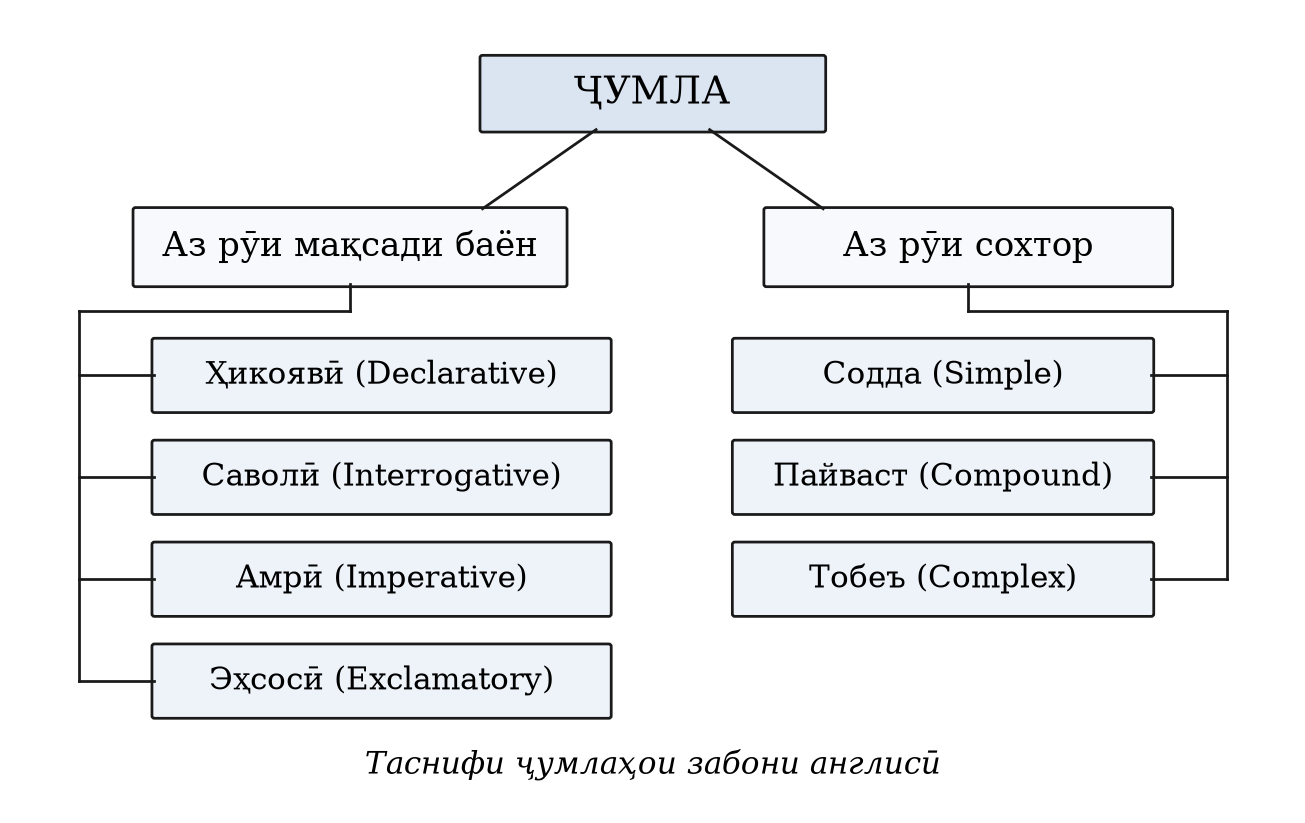 ҶУМЛА
Аз рӯи мақсади баён
Аз рӯи сохтор
Ҳикоявӣ (Declarative)
Саволӣ (Interrogative)
Амрӣ (Imperative)
Эҳсосӣ (Exclamatory)
Содда (Simple)
Пайваст (Compound)
Тобеъ (Complex)
Таснифи ҷумлаҳои забони англисӣ